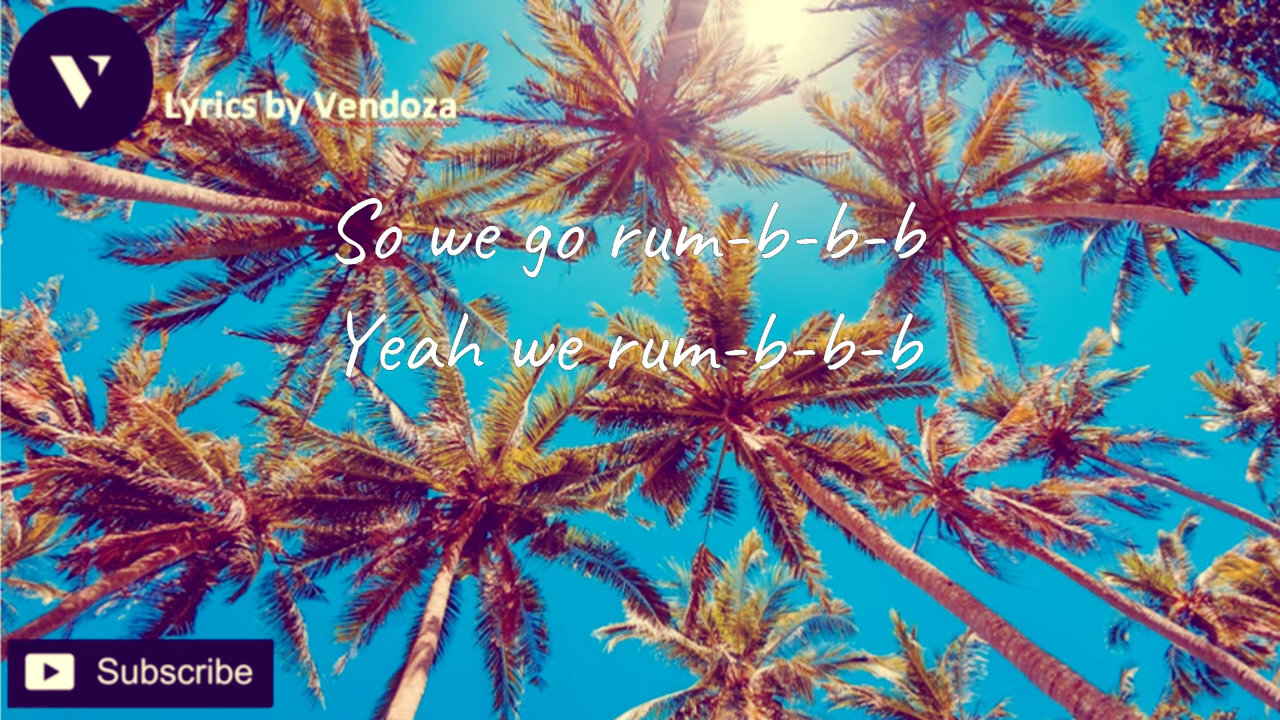 V
Lyrics by Vendoza
So we go rum-b-b-b
Yeah we rum-b-b-b
Subscribe